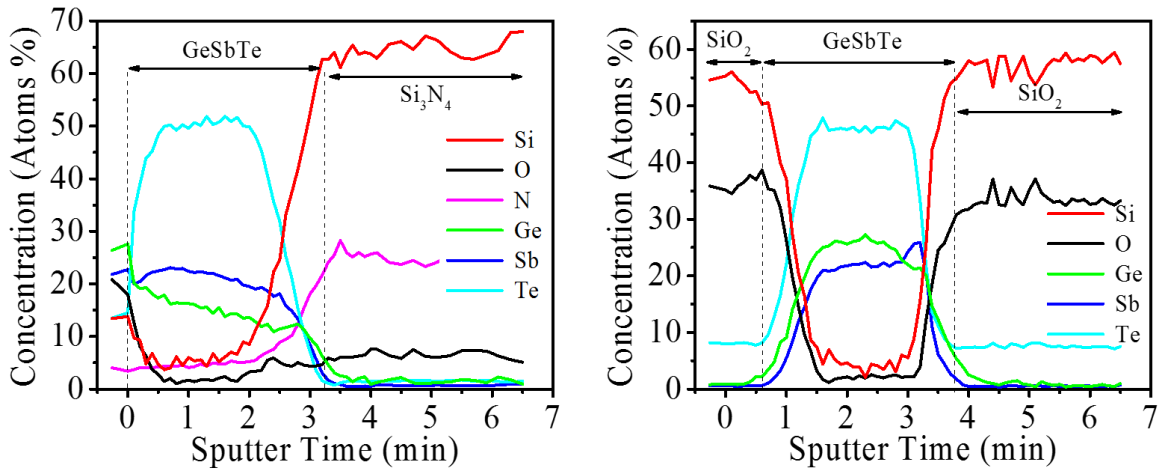 70
60
50
40
30
20
10
0
Concentration (Atoms %)
GeSbTe
Si₃N₄
Si
O
N
Ge
Sb
Te
0 1 2 3 4 5 6 7
Sputter Time (min)
60
50
40
30
20
10
0
Concentration (Atoms %)
SiO₂
GeSbTe
SiO₂
Si
O
Ge
Sb
Te
0 1 2 3 4 5 6 7
Sputter Time (min)